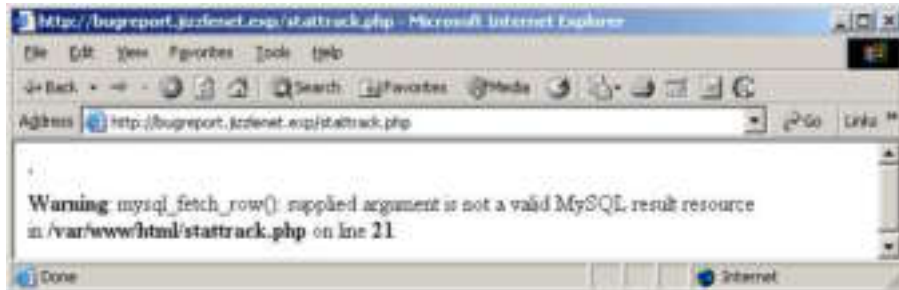 http://bugreport.jizzlenet.exp/stattrack.php - Microsoft Internet Explorer
File Edit View Favorites Tools Help
Back Search Favorites Media
Address http://bugreport.jizzlenet.exp/stattrack.php Go Links »
,
Warning: mysql_fetch_row(): supplied argument is not a valid MySQL result resource
in /var/www/html/stattrack.php on line 21
Done Internet